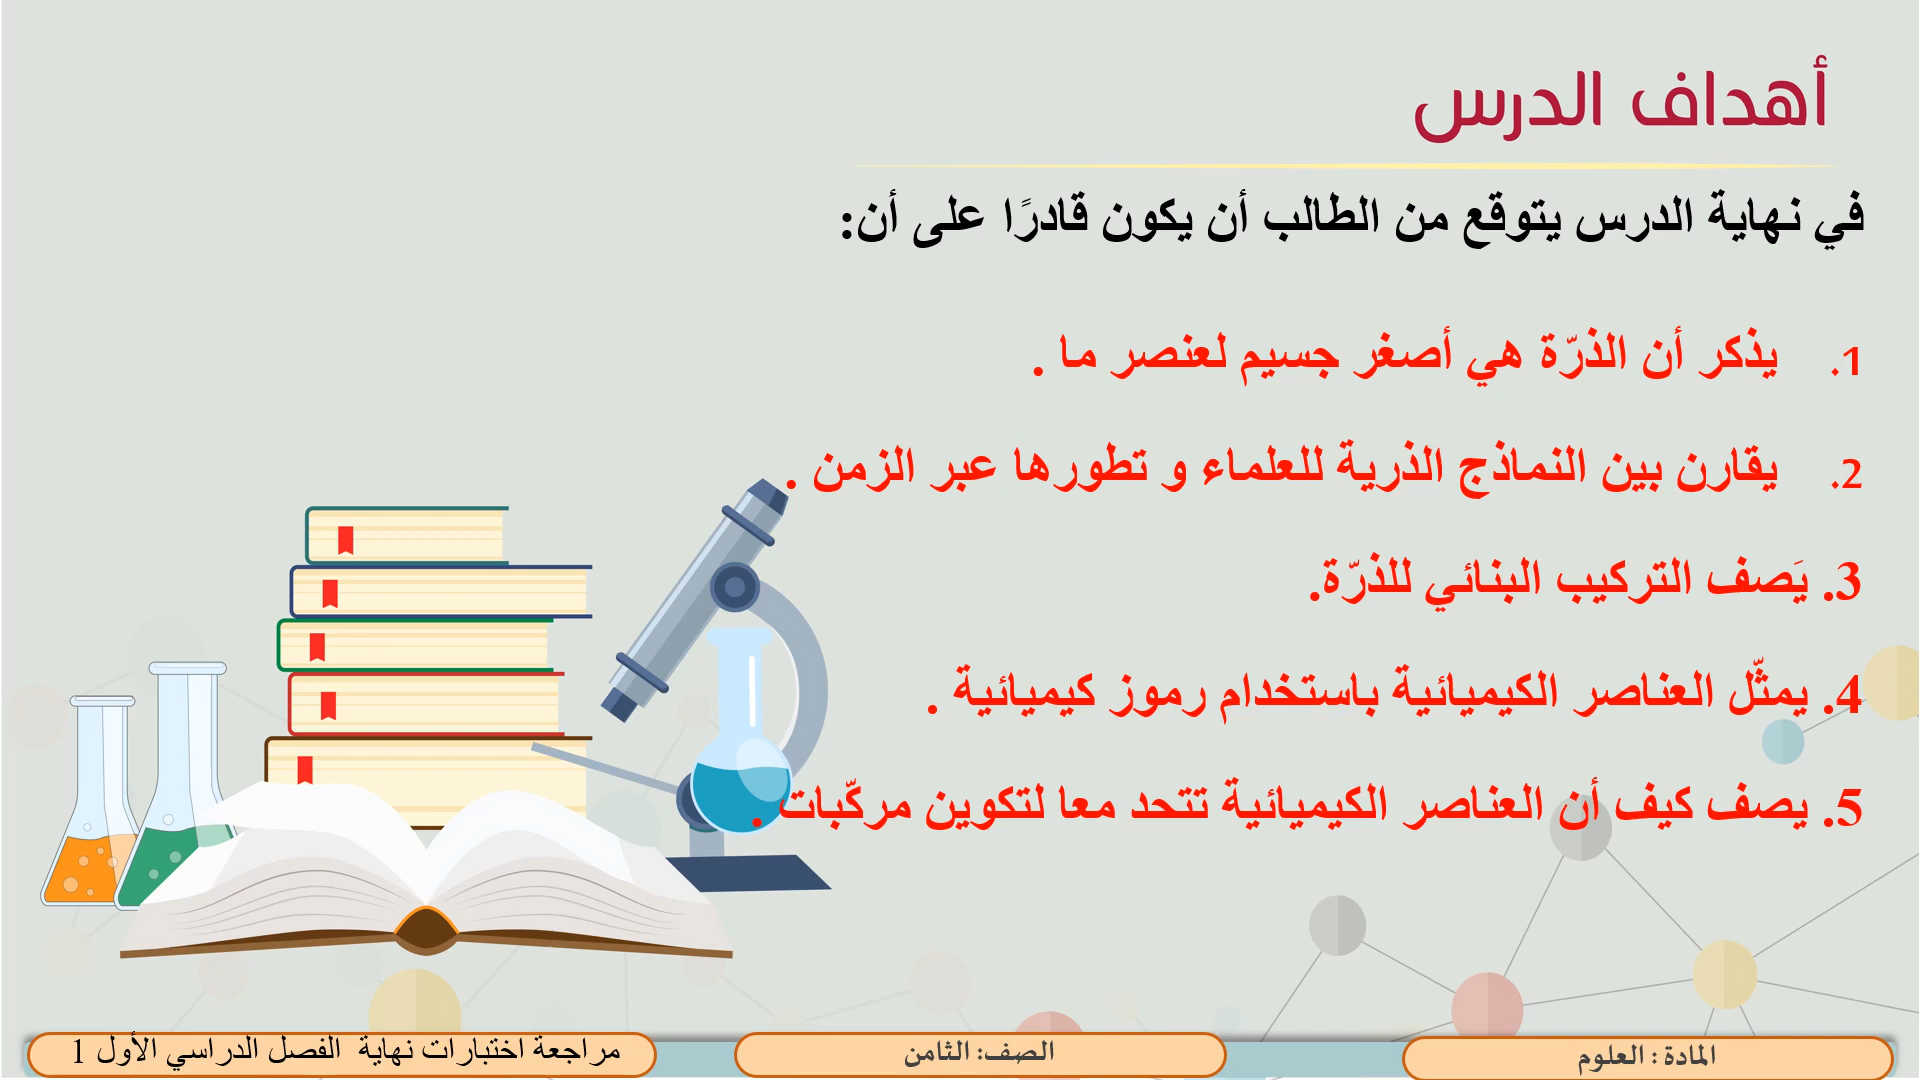 أهداف الدرس
في نهاية الدرس يتوقع من الطالب أن يكون قادرًا على أن:
1. يذكر أن الذرّة هي أصغر جسيم لعنصر ما .
2. يقارن بين النماذج الذرية للعلماء و تطورها عبر الزمن .
3. يَصف التركيب البنائي للذرّة.
4. يمثّل العناصر الكيميائية باستخدام رموز كيميائية .
5. يصف كيف أن العناصر الكيميائية تتحد معا لتكوين مركّبات .
المادة : العلوم
الصف: الثامن
مراجعة اختبارات نهاية الفصل الدراسي الأول 1